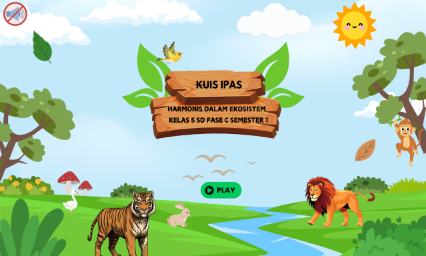 KUIS IPAS
HARMONIS DALAM EKOSISTEM
KELAS 5 SD FASE C SEMESTER 1
PLAY